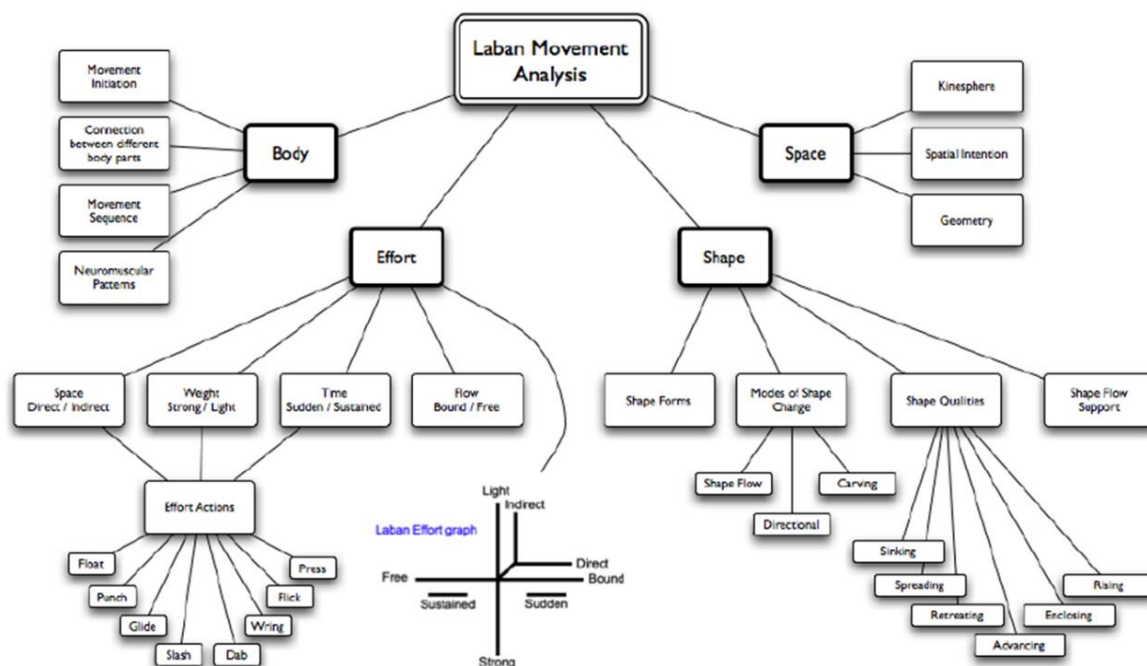 Laban Movement
Analysis
Movement
Initiation
Connection
between different
body parts
Movement
Sequence
Neuromuscular
Patterns
Body
Space
Kinesphere
Spatial Intention
Geometry
Effort
Shape
Space
Direct / Indirect
Weight
Strong / Light
Time
Sudden / Sustained
Flow
Bound / Free
Shape Forms
Modes of Shape
Change
Shape Qualities
Shape Flow
Support
Effort Actions
Float
Punch
Glide
Slash
Dab
Wring
Flick
Press
Laban Effort graph
Light
Indirect
Direct
Free
Bound
Sustained
Sudden
Strong
Shape Flow
Directional
Carving
Sinking
Spreading
Retreating
Advancing
Enclosing
Rising